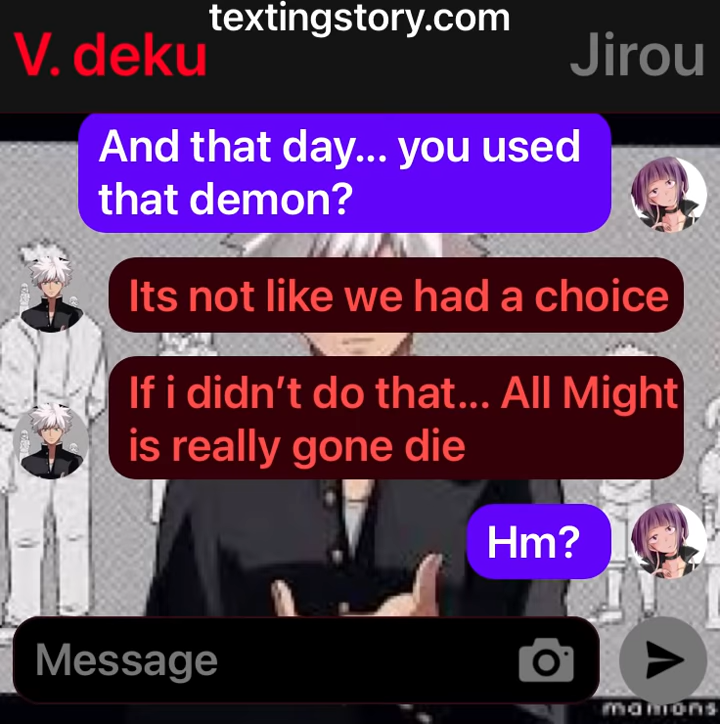 textingstory.com
V. deku
Jirou
And that day... you used
that demon?
Its not like we had a choice
If i didn’t do that... All Might
is really gone die
Hm?
Message
mamons